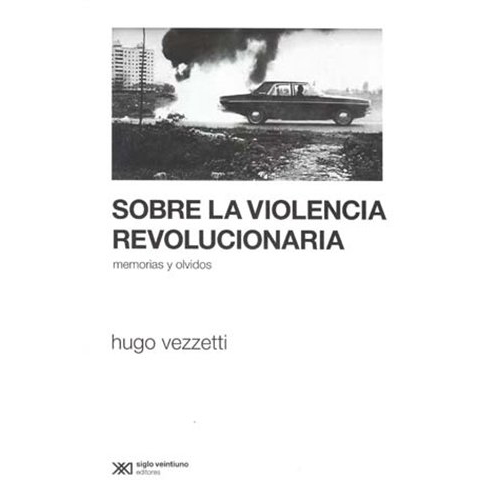 SOBRE LA VIOLENCIA
REVOLUCIONARIA
memorias y olvidos
hugo vezzetti
siglo veintiuno
editores